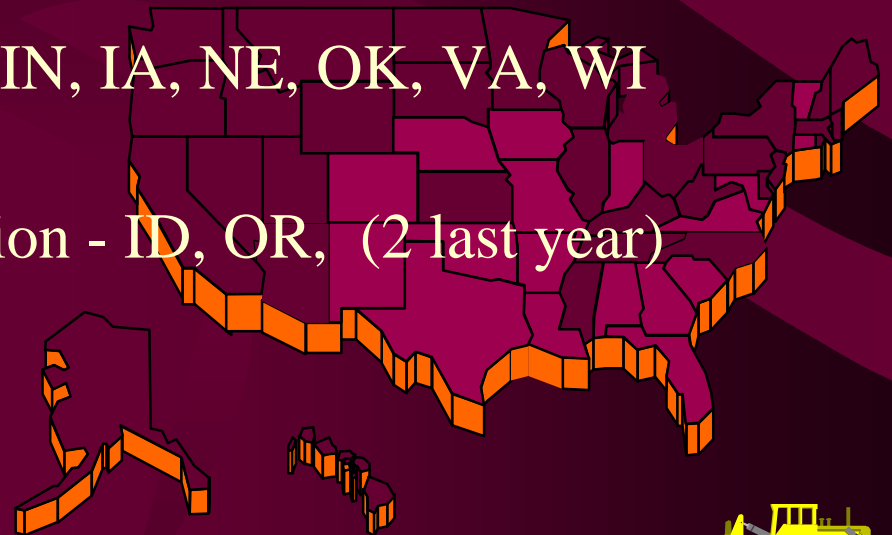 IN, IA, NE, OK, VA, WI
ion - ID, OR, (2 last year)